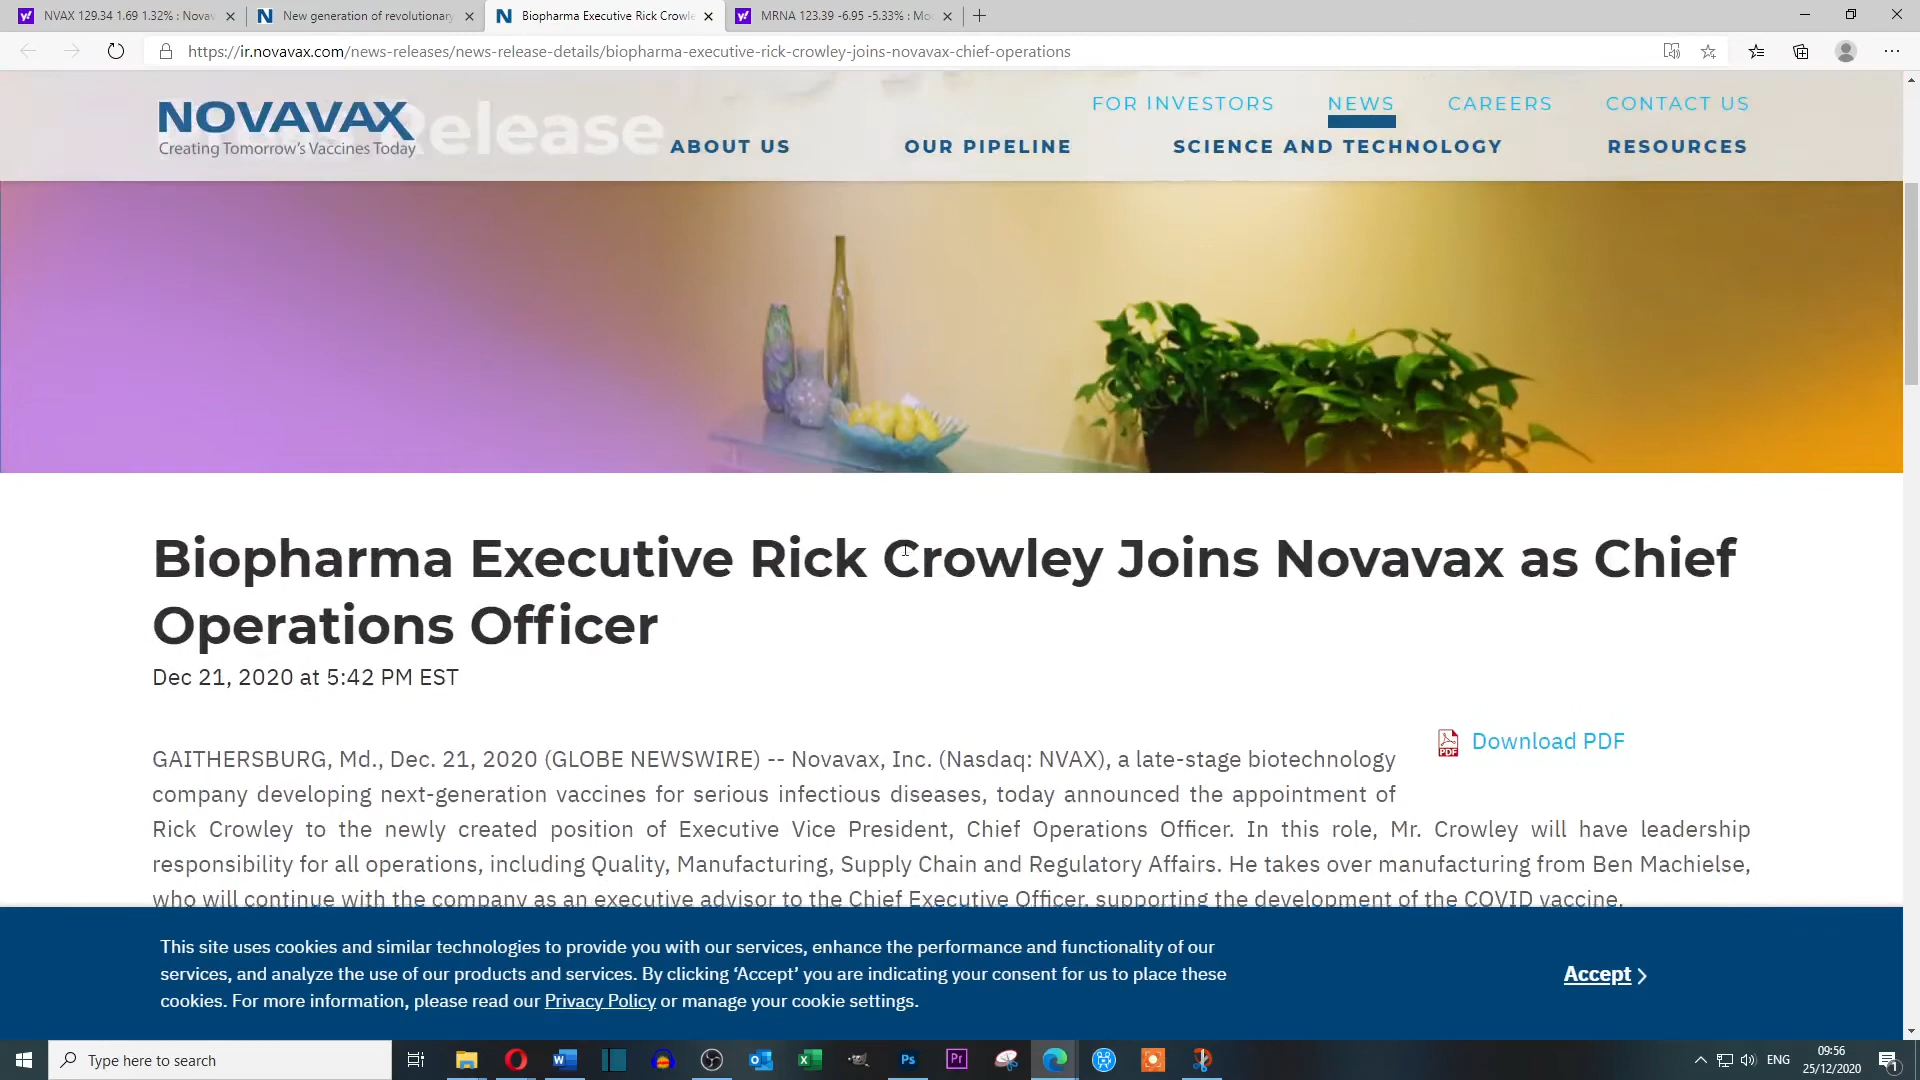 NVAX 129.34 1.69 1.32% : Novav
New generation of revolutionary
Biopharma Executive Rick Crowle
MRNA 123.39 -6.95 -5.33% : Mo
https://ir.novavax.com/news-releases/news-release-details/biopharma-executive-rick-crowley-joins-novavax-chief-operations
NOVAVAX
Creating Tomorrow's Vaccines Today
Release
FOR INVESTORS
NEWS
CAREERS
CONTACT US
ABOUT US
OUR PIPELINE
SCIENCE AND TECHNOLOGY
RESOURCES
Biopharma Executive Rick Crowley Joins Novavax as Chief
Operations Officer
Dec 21, 2020 at 5:42 PM EST
PDF
Download PDF
GAITHERSBURG, Md., Dec. 21, 2020 (GLOBE NEWSWIRE) -- Novavax, Inc. (Nasdaq: NVAX), a late-stage biotechnology
company developing next-generation vaccines for serious infectious diseases, today announced the appointment of
Rick Crowley to the newly created position of Executive Vice President, Chief Operations Officer. In this role, Mr. Crowley will have leadership
responsibility for all operations, including Quality, Manufacturing, Supply Chain and Regulatory Affairs. He takes over manufacturing from Ben Machielse,
who will continue with the company as an executive advisor to the Chief Executive Officer, supporting the development of the COVID vaccine.
This site uses cookies and similar technologies to provide you with our services, enhance the performance and functionality of our
services, and analyze the use of our products and services. By clicking ‘Accept’ you are indicating your consent for us to place these
cookies. For more information, please read our Privacy Policy or manage your cookie settings.
Accept
Type here to search
ENG
09:56
25/12/2020